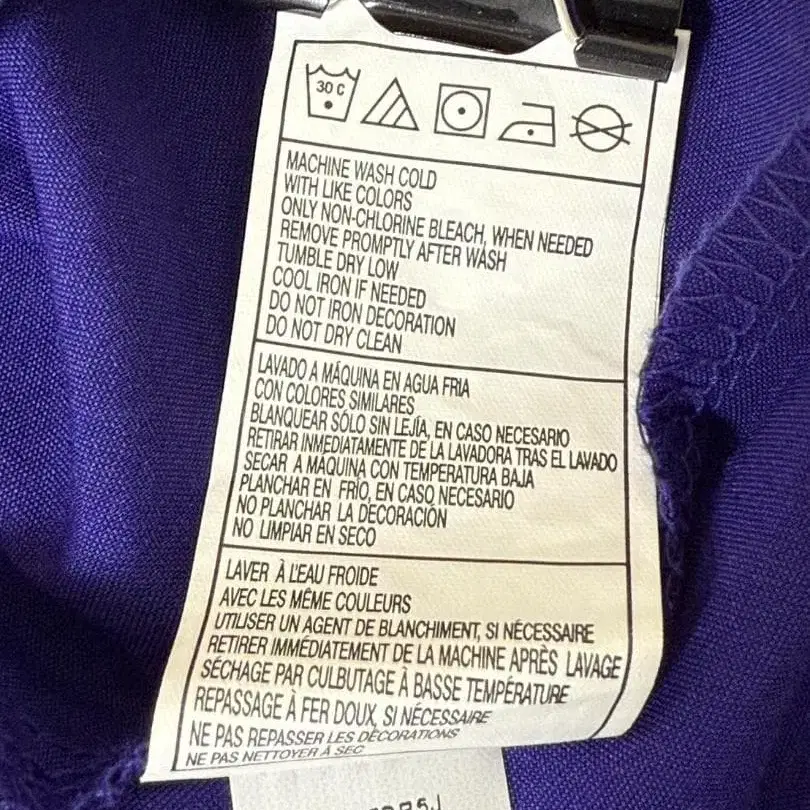 30 C
MACHINE WASH COLD
WITH LIKE COLORS
ONLY NON-CHLORINE BLEACH, WHEN NEEDED
REMOVE PROMPTLY AFTER WASH
TUMBLE DRY LOW
COOL IRON IF NEEDED
DO NOT IRON DECORATION
DO NOT DRY CLEAN
LAVADO A MÁQUINA EN AGUA FRIA
CON COLORES SIMILARES
BLANQUEAR SÓLO SIN LEJÍA, EN CASO NECESARIO
RETIRAR INMEDIATAMENTE DE LA LAVADORA TRAS EL LAVADO
SECAR A MÁQUINA CON TEMPERATURA BAJA
PLANCHAR EN FRÍO, EN CASO NECESARIO
NO PLANCHAR LA DECORACIÓN
NO LIMPIAR EN SECO
LAVER À L'EAU FROIDE
AVEC LES MÊME COULEURS
UTILISER UN AGENT DE BLANCHIMENT, SI NÉCESSAIRE
RETIRER IMMÉDIATEMENT DE LA MACHINE APRÈS LAVAGE
SÉCHAGE PAR CULBUTAGE À BASSE TEMPÉRATURE
REPASSAGE À FER DOUX, SI NÉCESSAIRE
NE PAS REPASSER LES DÉCORATIONS
NE PAS NETTOYER À SEC